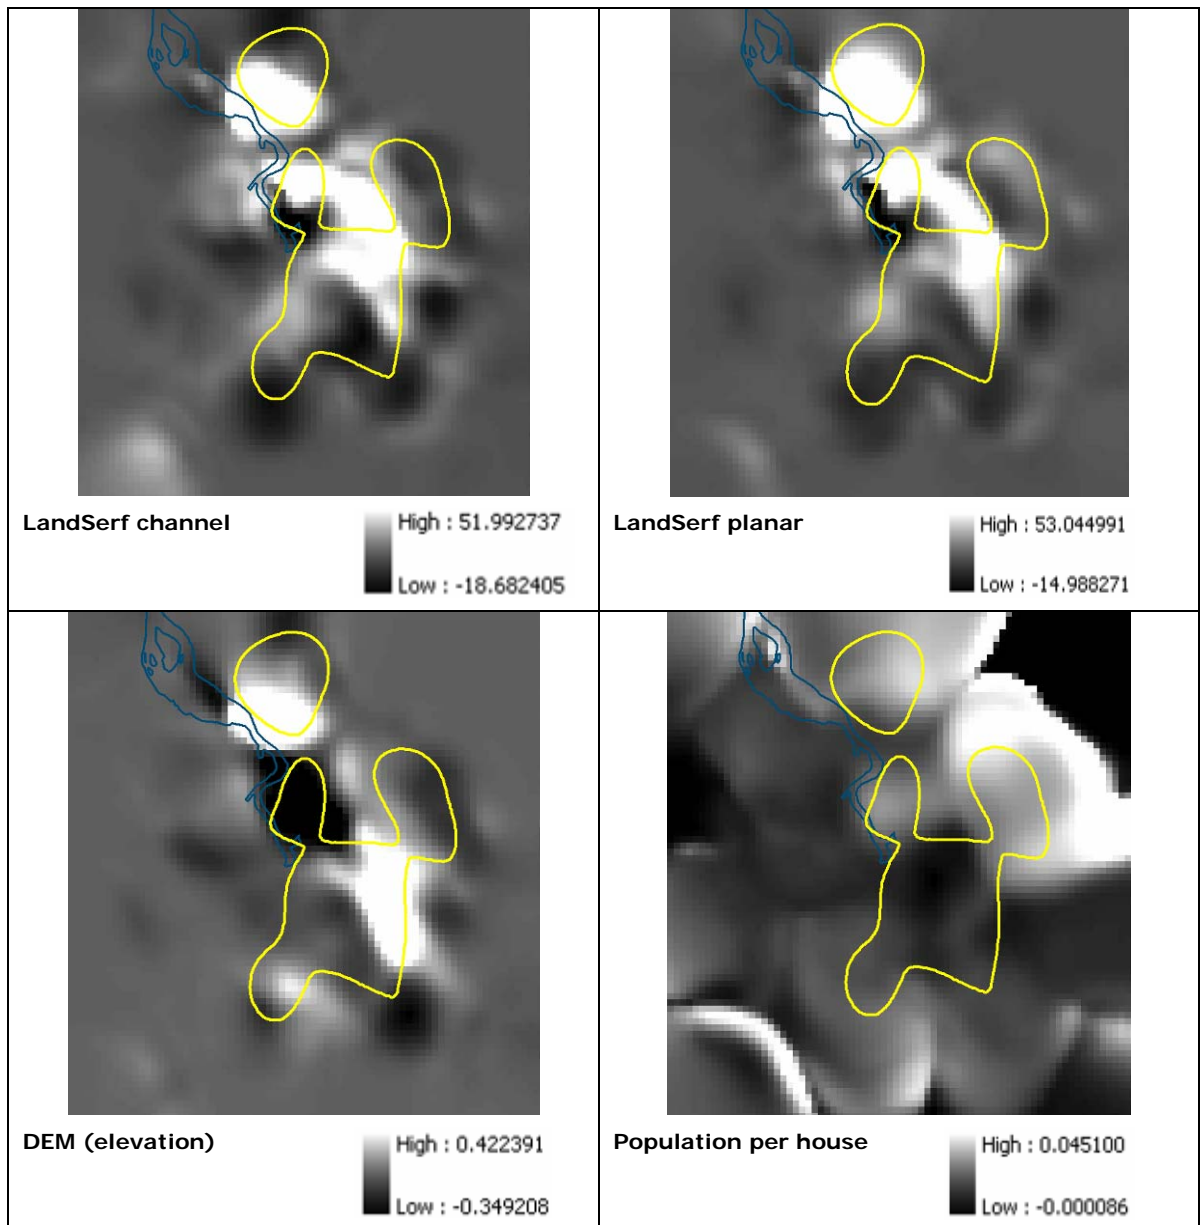 LandSerf channel
High : 51.992737
Low : -18.682405
LandSerf planar
High : 53.044991
Low : -14.988271
DEM (elevation)
High : 0.422391
Low : -0.349208
Population per house
High : 0.045100
Low : -0.000086